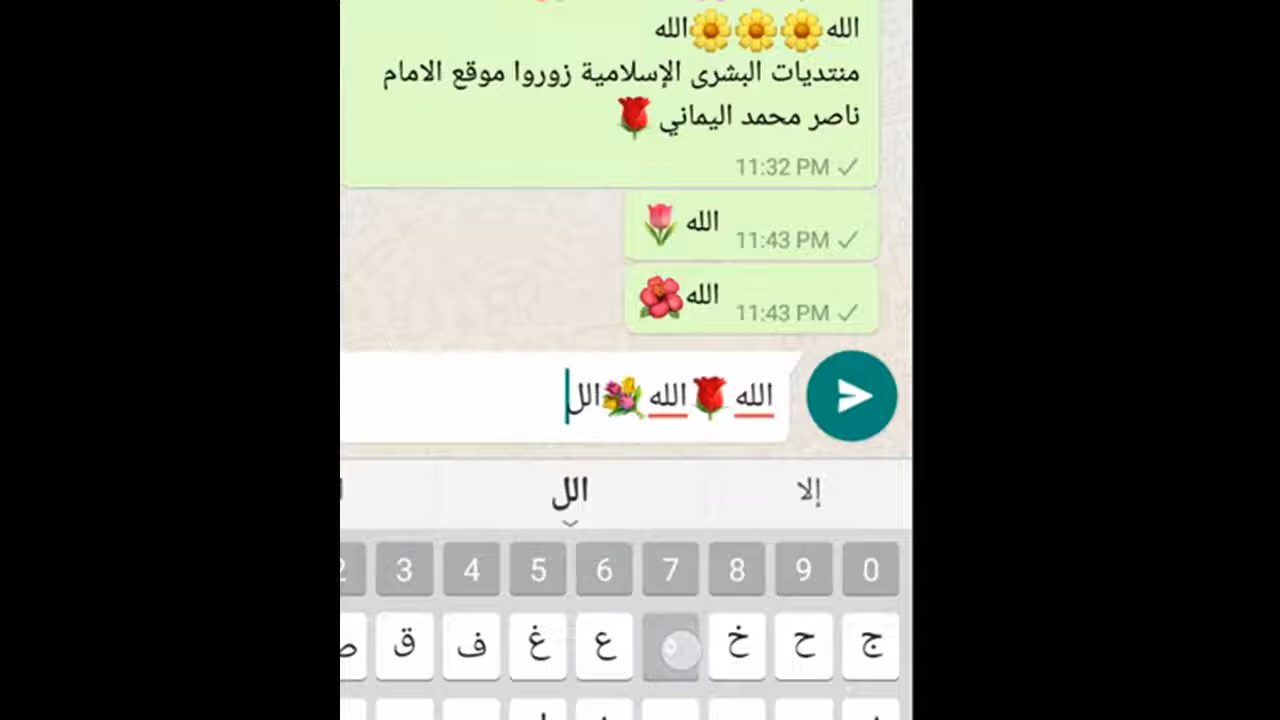 الله🌼🌼🌼الله
منتديات البشرى الإسلامية زوروا موقع الامام
ناصر محمد اليماني🌹
11:32 PM
الله🌷
11:43 PM
الله🌺
11:43 PM
الله🌹الله💐الل
إلا الل
2 3 4 5 6 7 8 9 0
ج ح خ ع غ ف ق ص